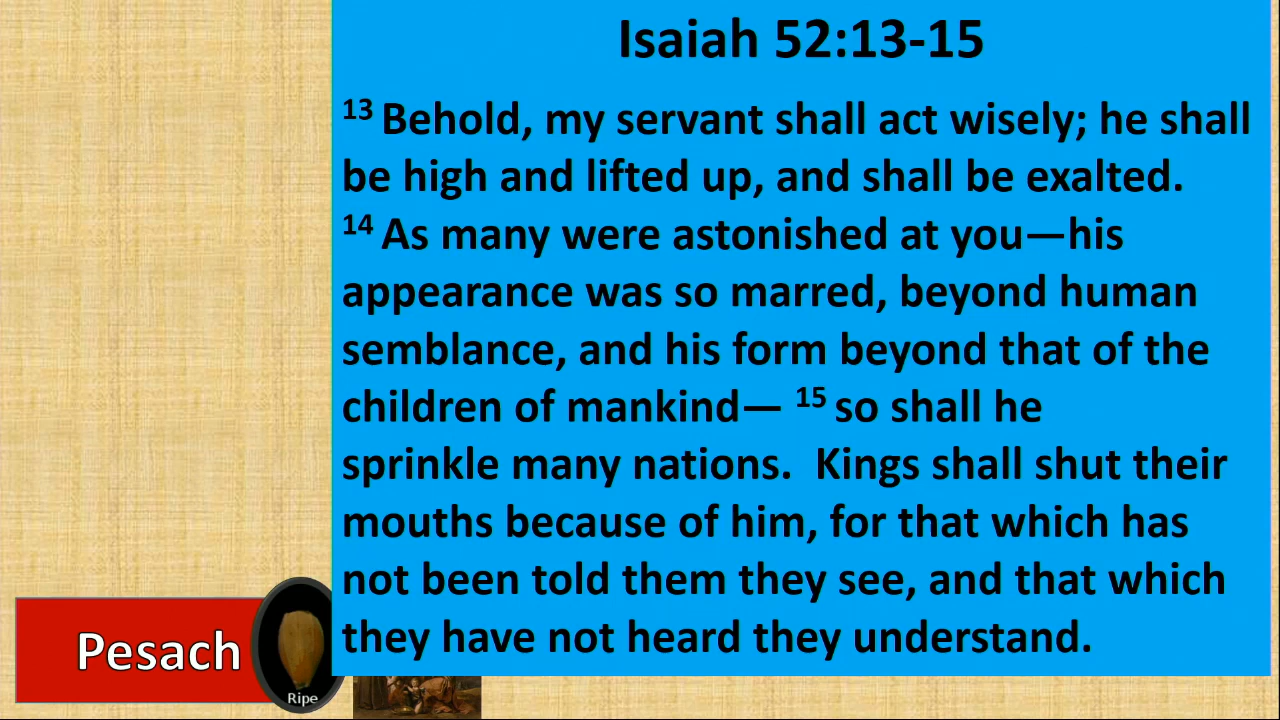 Isaiah 52:13-15
13 Behold, my servant shall act wisely; he shall
be high and lifted up, and shall be exalted.
14 As many were astonished at you—his
appearance was so marred, beyond human
semblance, and his form beyond that of the
children of mankind— 15 so shall he
sprinkle many nations.  Kings shall shut their
mouths because of him, for that which has
not been told them they see, and that which
they have not heard they understand.
Pesach
Ripe